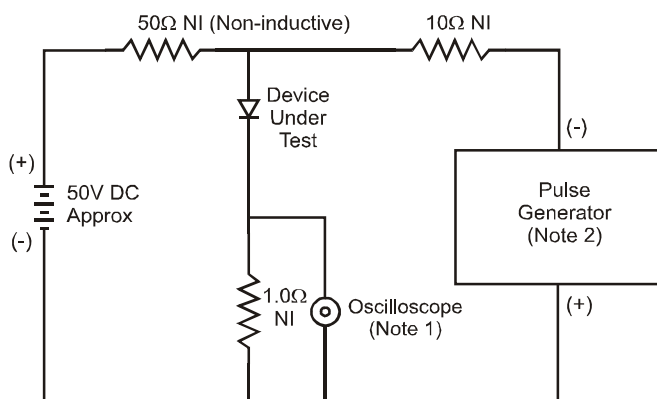 50Ω NI (Non-inductive)
10Ω NI
Device
Under
Test
(-)
(+)
50V DC
Approx
(-)
Pulse
Generator
(Note 2)
1.0Ω
NI
Oscilloscope
(Note 1)
(+)